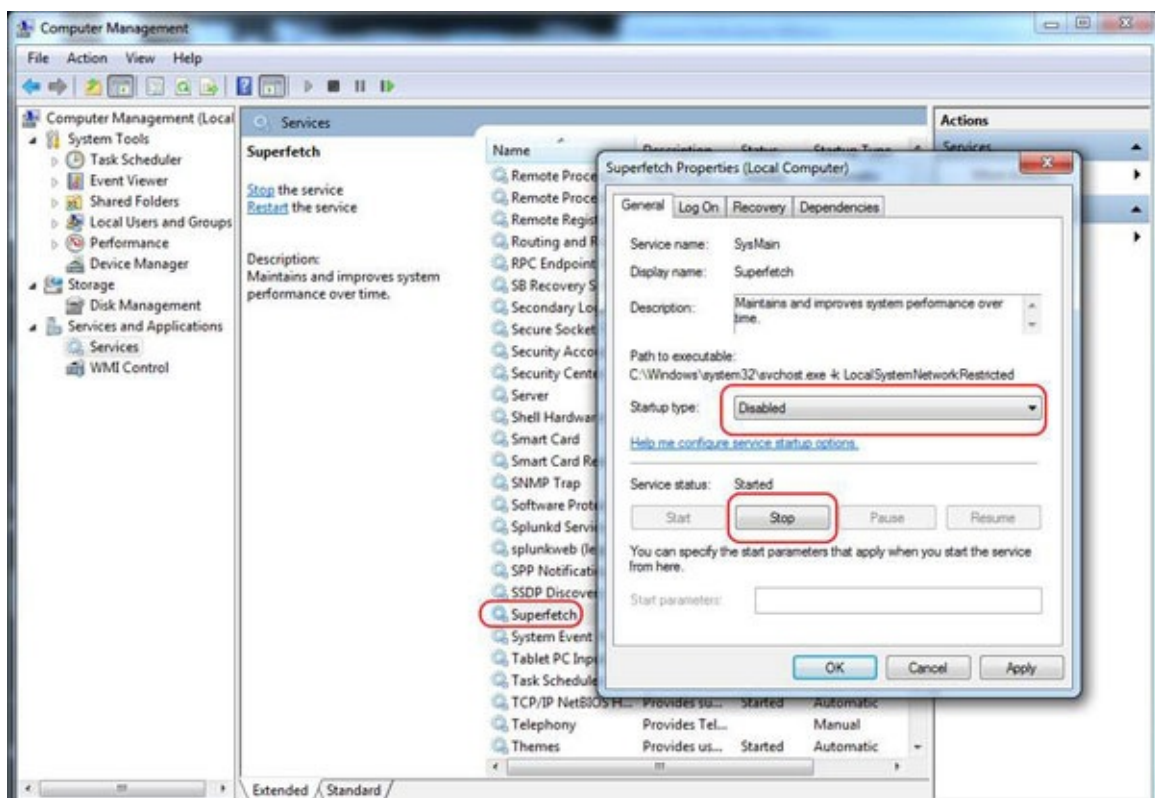 Computer Management
File Action View Help
Computer Management (Local
System Tools
Task Scheduler
Event Viewer
Shared Folders
Local Users and Groups
Performance
Device Manager
Storage
Disk Management
Services and Applications
Services
WMI Control
Services
Superfetch
Stop the service
Restart the service
Description:
Maintains and improves system
performance over time.
Name Description Status Startup Type
Remote Proce
Remote Proce
Remote Regist
Routing and R
RPC Endpoint
SB Recovery S
Secondary Lo
Secure Socket
Security Acco
Security Cente
Server
Shell Hardwar
Smart Card
Smart Card Re
SNMP Trap
Software Prote
Splunkd Servi
splunkweb (le
SPP Notificati
SSDP Discover
Superfetch
System Event
Tablet PC Inp
Task Schedule
TCP/IP NetBIOS H... Provides su... Started Automatic
Telephony Provides Tel... Manual
Themes Provides us... Started Automatic
Extended Standard
Actions
Services
Superfetch Properties (Local Computer)
General Log On Recovery Dependencies
Service name: SysMain
Display name: Superfetch
Description: Maintains and improves system performance over
time.
Path to executable:
C:\Windows\system32\svchost.exe -k LocalSystemNetworkRestricted
Startup type: Disabled
Help me configure service startup options.
Service status: Started
Start Stop Pause Resume
You can specify the start parameters that apply when you start the service
from here.
Start parameters:
OK Cancel Apply